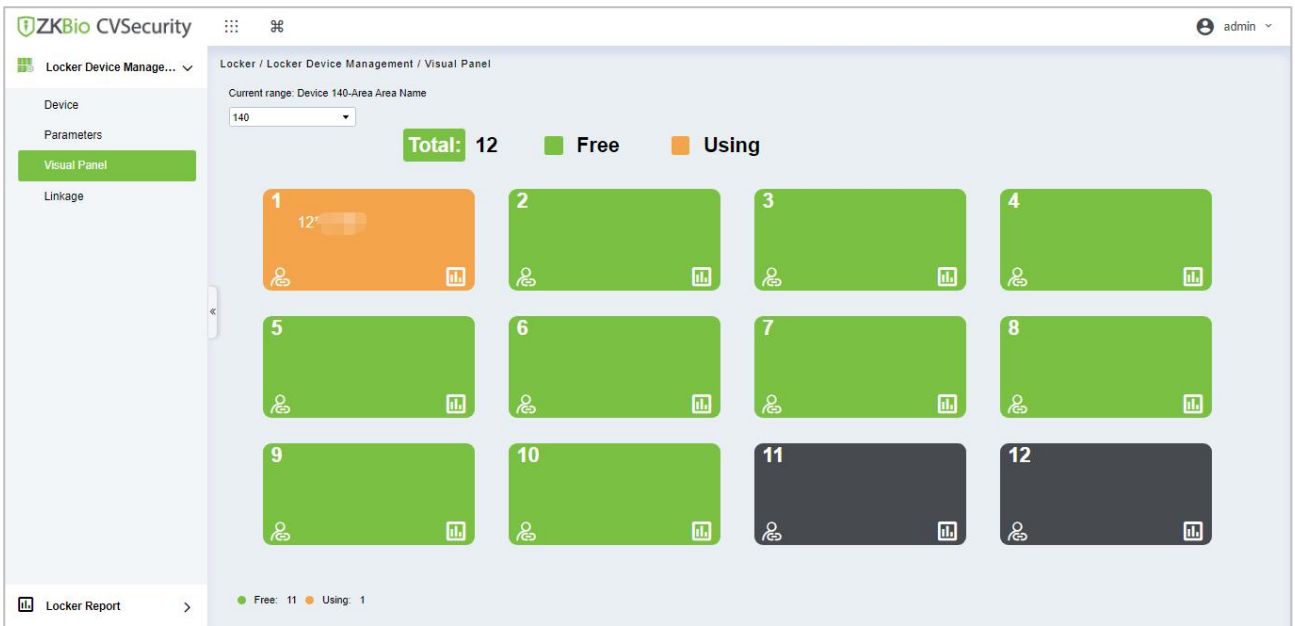 ZKBio CVSecurity
admin
Locker Device Manage...
Device
Parameters
Visual Panel
Linkage
Locker Report
Locker / Locker Device Management / Visual Panel
Current range: Device 140-Area Area Name
140
Total: 12 Free Using
1 2 3 4
12
5 6 7 8
9 10 11 12
Free: 11 Using: 1